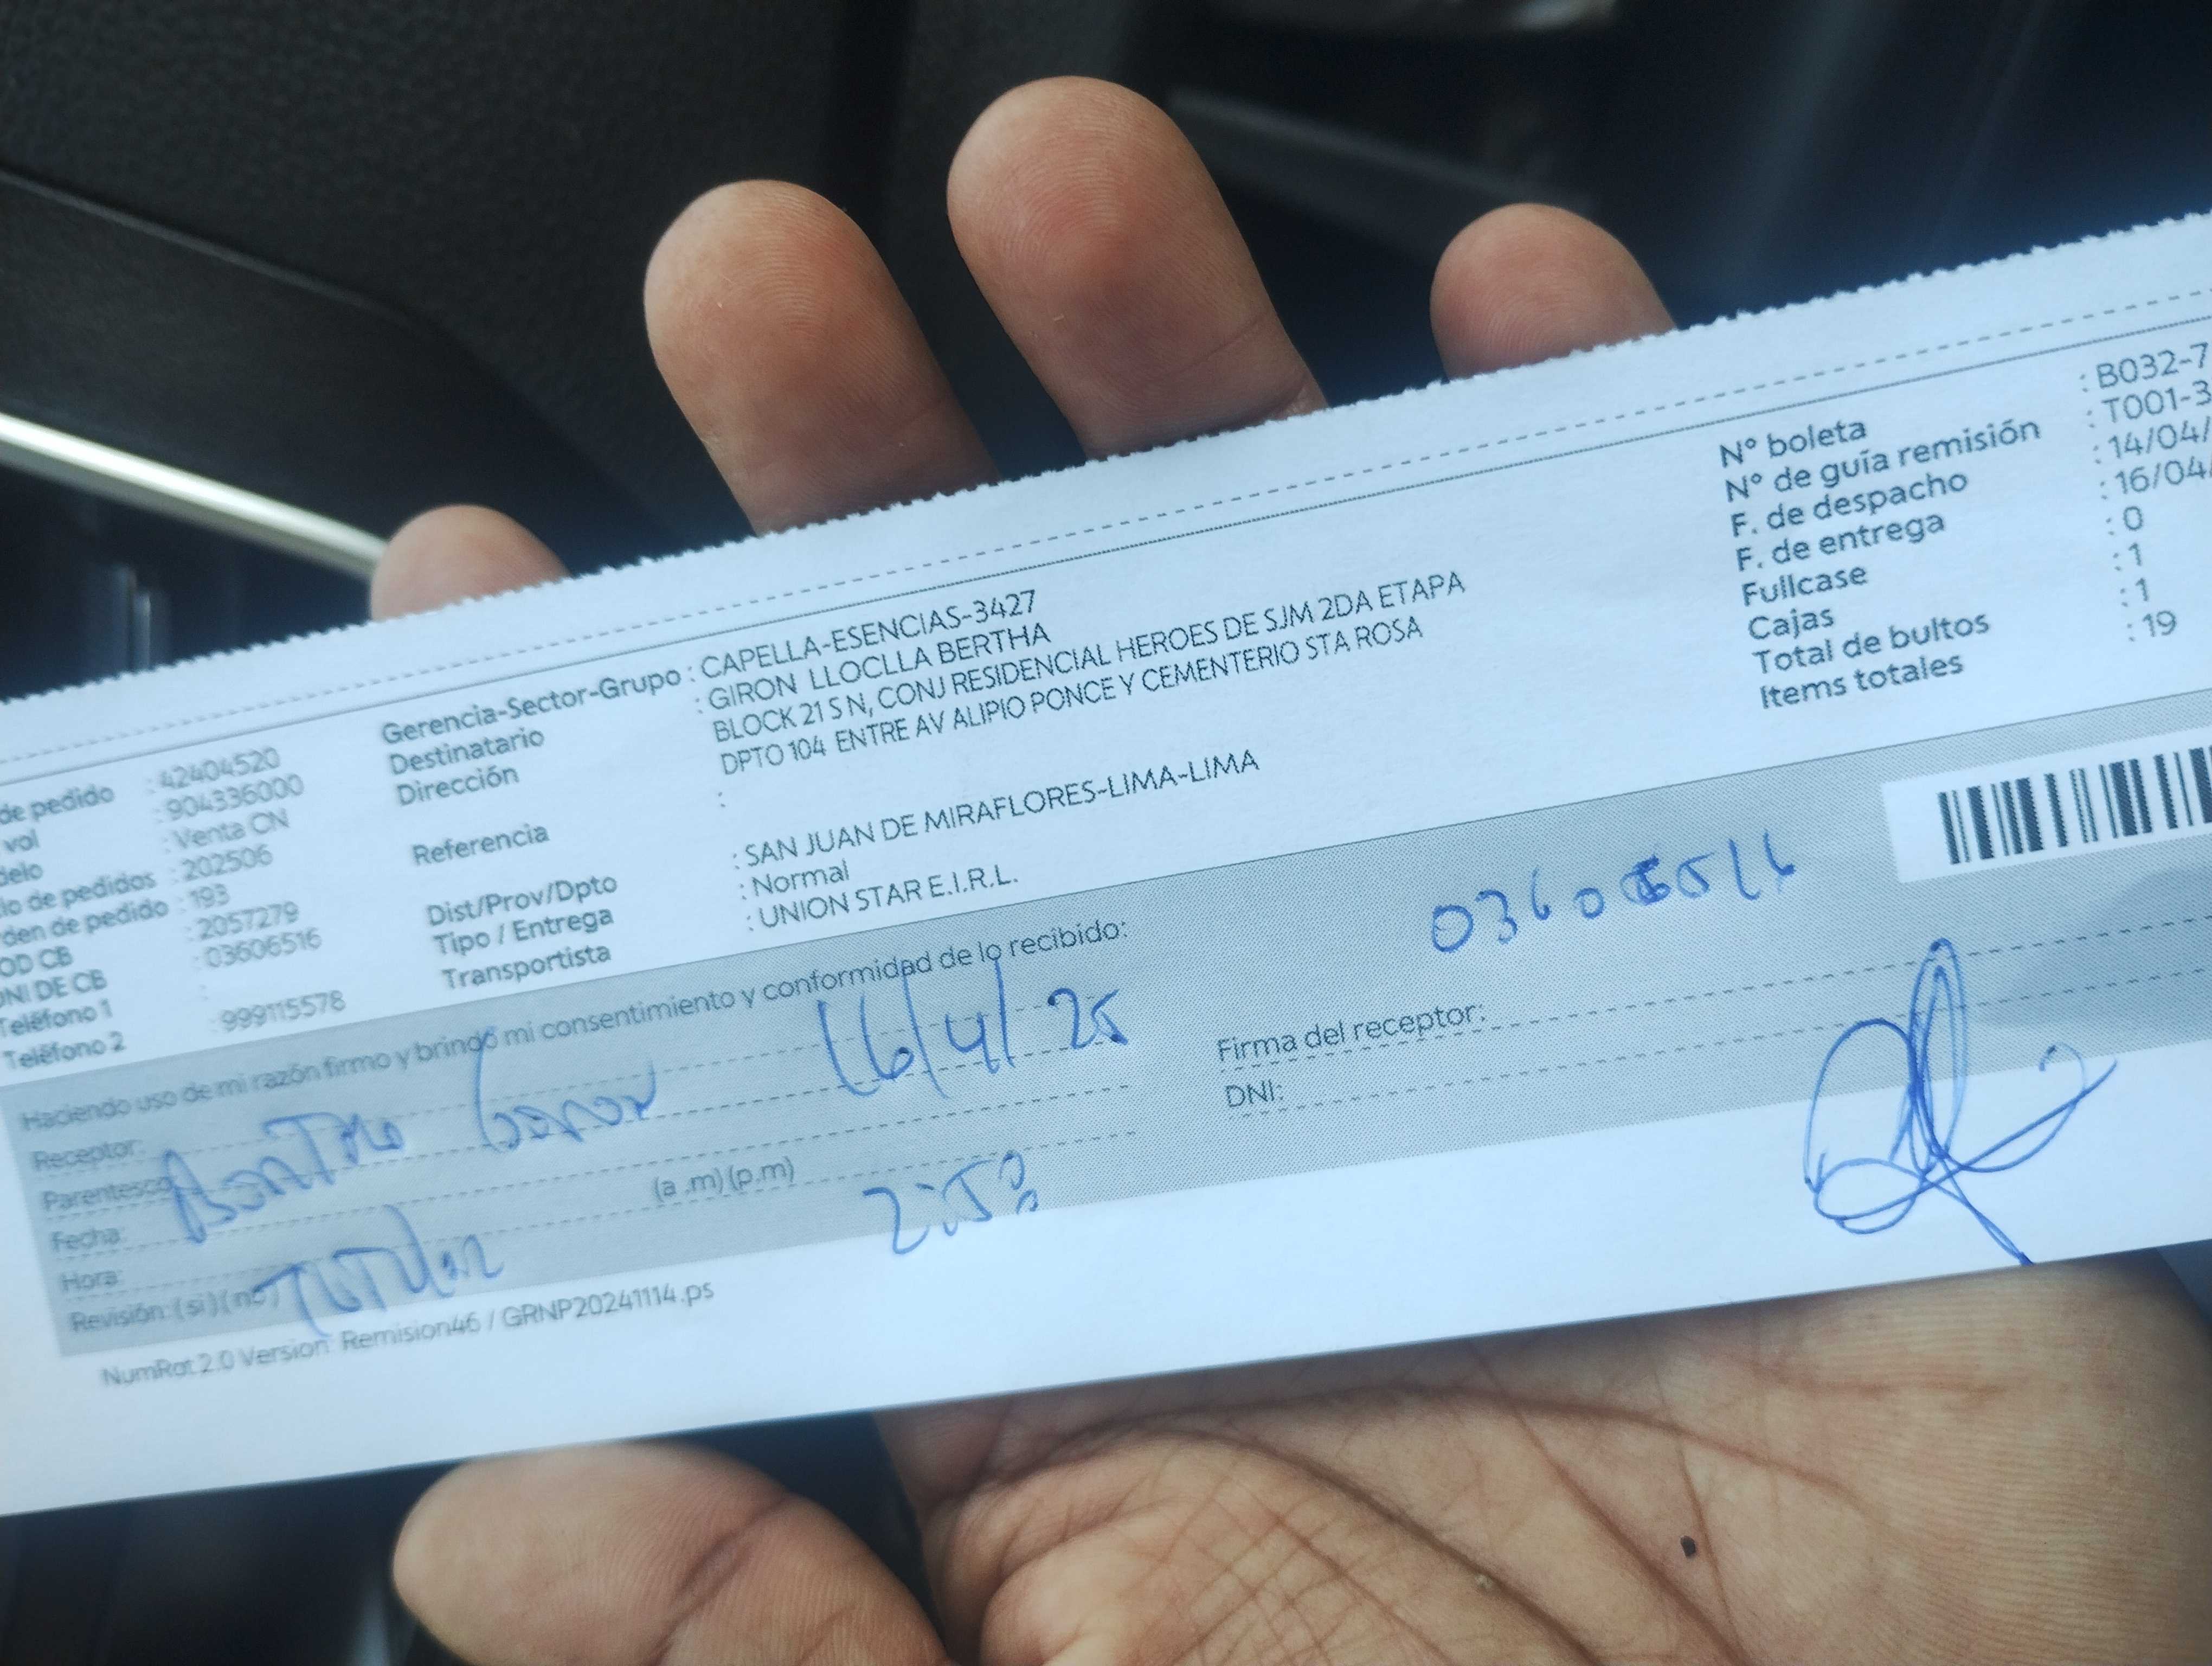 de pedido : 42404520
vol : 904336000
delo : Venta CN
io de pedidos : 202506
den de pedido : 193
OD CB : 2057279
NI DE CB : 03606516
Teléfono 1 :
Teléfono 2 : 999115578
Gerencia-Sector-Grupo : CAPELLA-ESENCIAS-3427
Destinatario : GIRON LLOCLLA BERTHA
Dirección BLOCK 21 S N, CONJ RESIDENCIAL HEROES DE SJM 2DA ETAPA
DPTO 104 ENTRE AV ALIPIO PONCE Y CEMENTERIO STA ROSA
Referencia :
Dist/Prov/Dpto : SAN JUAN DE MIRAFLORES-LIMA-LIMA
Tipo / Entrega : Normal
Transportista : UNION STAR E.I.R.L.
N° boleta : B032-7
N° de guía remisión : T001-3
F. de despacho : 14/04/
F. de entrega : 16/04/
Fullcase : 0
Cajas : 1
Total de bultos : 1
Items totales : 19
Haciendo uso de mi razón firmo y brindo mi consentimiento y conformidad de lo recibido:
Receptor:
Parentesco
Fecha: 16/4/25
Hora: (a .m) (p.m)
Revisión: ( si ) ( no )
Titular
Firma del receptor:
DNI:
NumRot 2.0 Version: Remision46 / GRNP20241114.ps